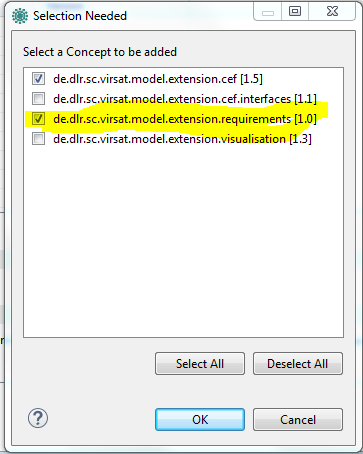 Selection Needed
Select a Concept to be added
de.dlr.sc.virsat.model.extension.cef [1.5]
de.dlr.sc.virsat.model.extension.cef.interfaces [1.1]
de.dlr.sc.virsat.model.extension.requirements [1.0]
de.dlr.sc.virsat.model.extension.visualisation [1.3]
Select All Deselect All
? OK Cancel